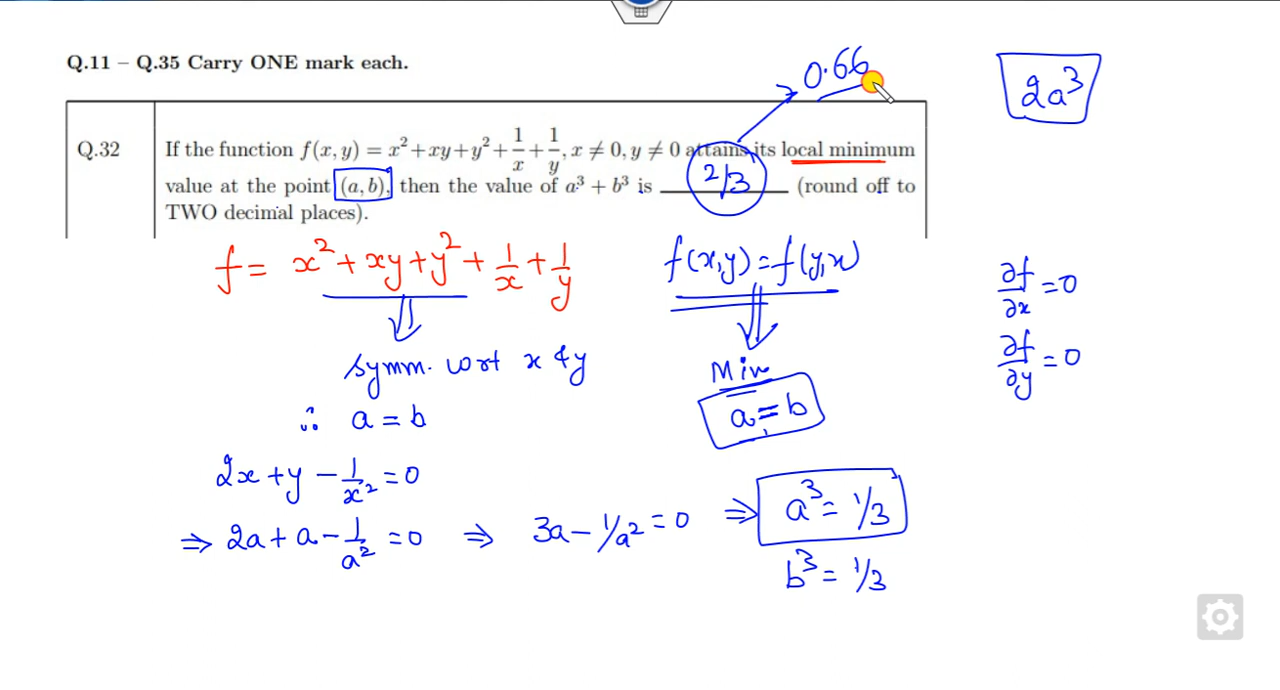 Q.11 – Q.35 Carry ONE mark each.
0.66
2a³
Q.32
If the function f(x, y) = x² + xy + y² + 1/x + 1/y, x ≠ 0, y ≠ 0 attains its local minimum
value at the point (a, b), then the value of a³ + b³ is 2/3 (round off to
TWO decimal places).
f = x² + xy + y² + 1/x + 1/y
f(x,y) = f(y,x)
∂f/∂x = 0
∂f/∂y = 0
symm. wrt x & y
Min
∴ a = b
a = b
2x + y − 1/x² = 0
⇒ 2a + a − 1/a² = 0 ⇒ 3a − 1/a² = 0 ⇒ a³ = 1/3
b³ = 1/3